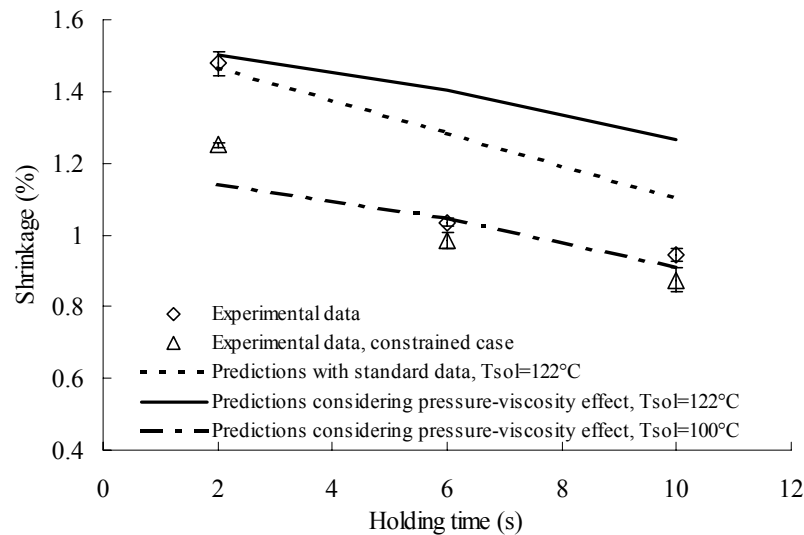 1.6
1.4
1.2
1
0.8
0.6
0.4
Shrinkage (%)
Experimental data
Experimental data, constrained case
Predictions with standard data, Tsol=122°C
Predictions considering pressure-viscosity effect, Tsol=122°C
Predictions considering pressure-viscosity effect, Tsol=100°C
0 2 4 6 8 10 12
Holding time (s)